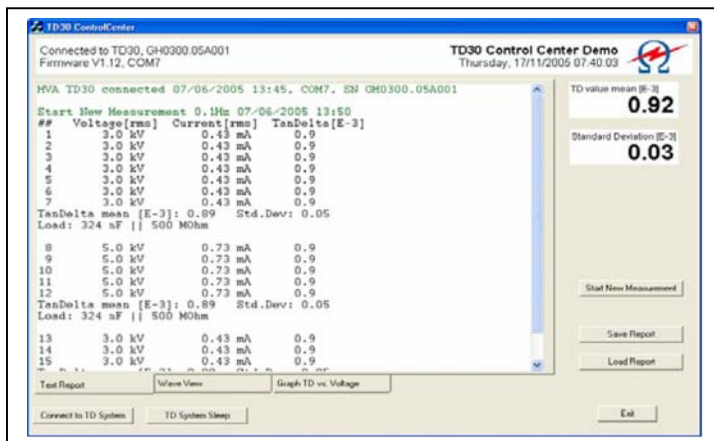 TD30 ControlCenter
Connected to TD30, GH0300.05A001
Firmware V1.12, COM7
TD30 Control Center Demo
Thursday, 17/11/2005 07:40:03
HVA TD30 connected 07/06/2005 13:45, COM7, SN GH0300.05A001
Start New Measurement 0.1Hz 07/06/2005 13:50
## Voltage[rms] Current[rms] TanDelta[E-3]
1 3.0 kV 0.43 mA 0.9
2 3.0 kV 0.43 mA 0.9
3 3.0 kV 0.43 mA 0.9
4 3.0 kV 0.43 mA 0.9
5 3.0 kV 0.43 mA 0.9
6 3.0 kV 0.43 mA 0.9
7 3.0 kV 0.43 mA 0.9
TanDelta mean [E-3]: 0.89 Std.Dev: 0.05
Load: 324 nF || 500 MOhm
8 5.0 kV 0.73 mA 0.9
9 5.0 kV 0.73 mA 0.9
10 5.0 kV 0.73 mA 0.9
11 5.0 kV 0.73 mA 0.9
12 5.0 kV 0.73 mA 0.9
TanDelta mean [E-3]: 0.89 Std.Dev: 0.05
Load: 324 nF || 500 MOhm
13 3.0 kV 0.43 mA 0.9
14 3.0 kV 0.43 mA 0.9
15 3.0 kV 0.43 mA 0.9
TD value mean [E-3]
0.92
Standard Deviation [E-3]
0.03
Start New Measurement
Save Report
Load Report
Text Report
Wave View
Graph TD vs. Voltage
Connect to TD System
TD System Sleep
Exit